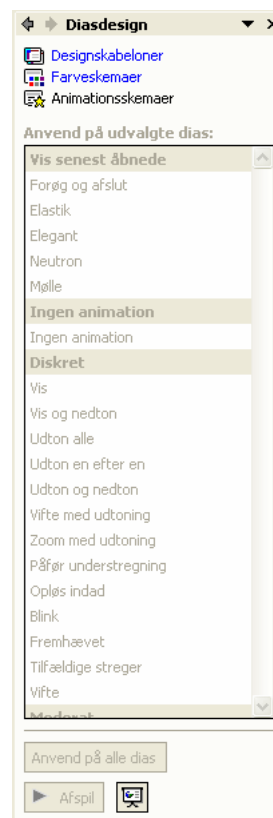 Diasdesign
Designskabeloner
Farveskemaer
Animationsskemaer
Anvend på udvalgte dias:
Vis senest åbnede
Forøg og afslut
Elastik
Elegant
Neutron
Mølle
Ingen animation
Ingen animation
Diskret
Vis
Vis og nedton
Udton alle
Udton en efter en
Udton og nedton
Vifte med udtoning
Zoom med udtoning
Påfør understregning
Opløs indad
Blink
Fremhævet
Tilfældige streger
Vifte
Moderat
Anvend på alle dias
Afspil